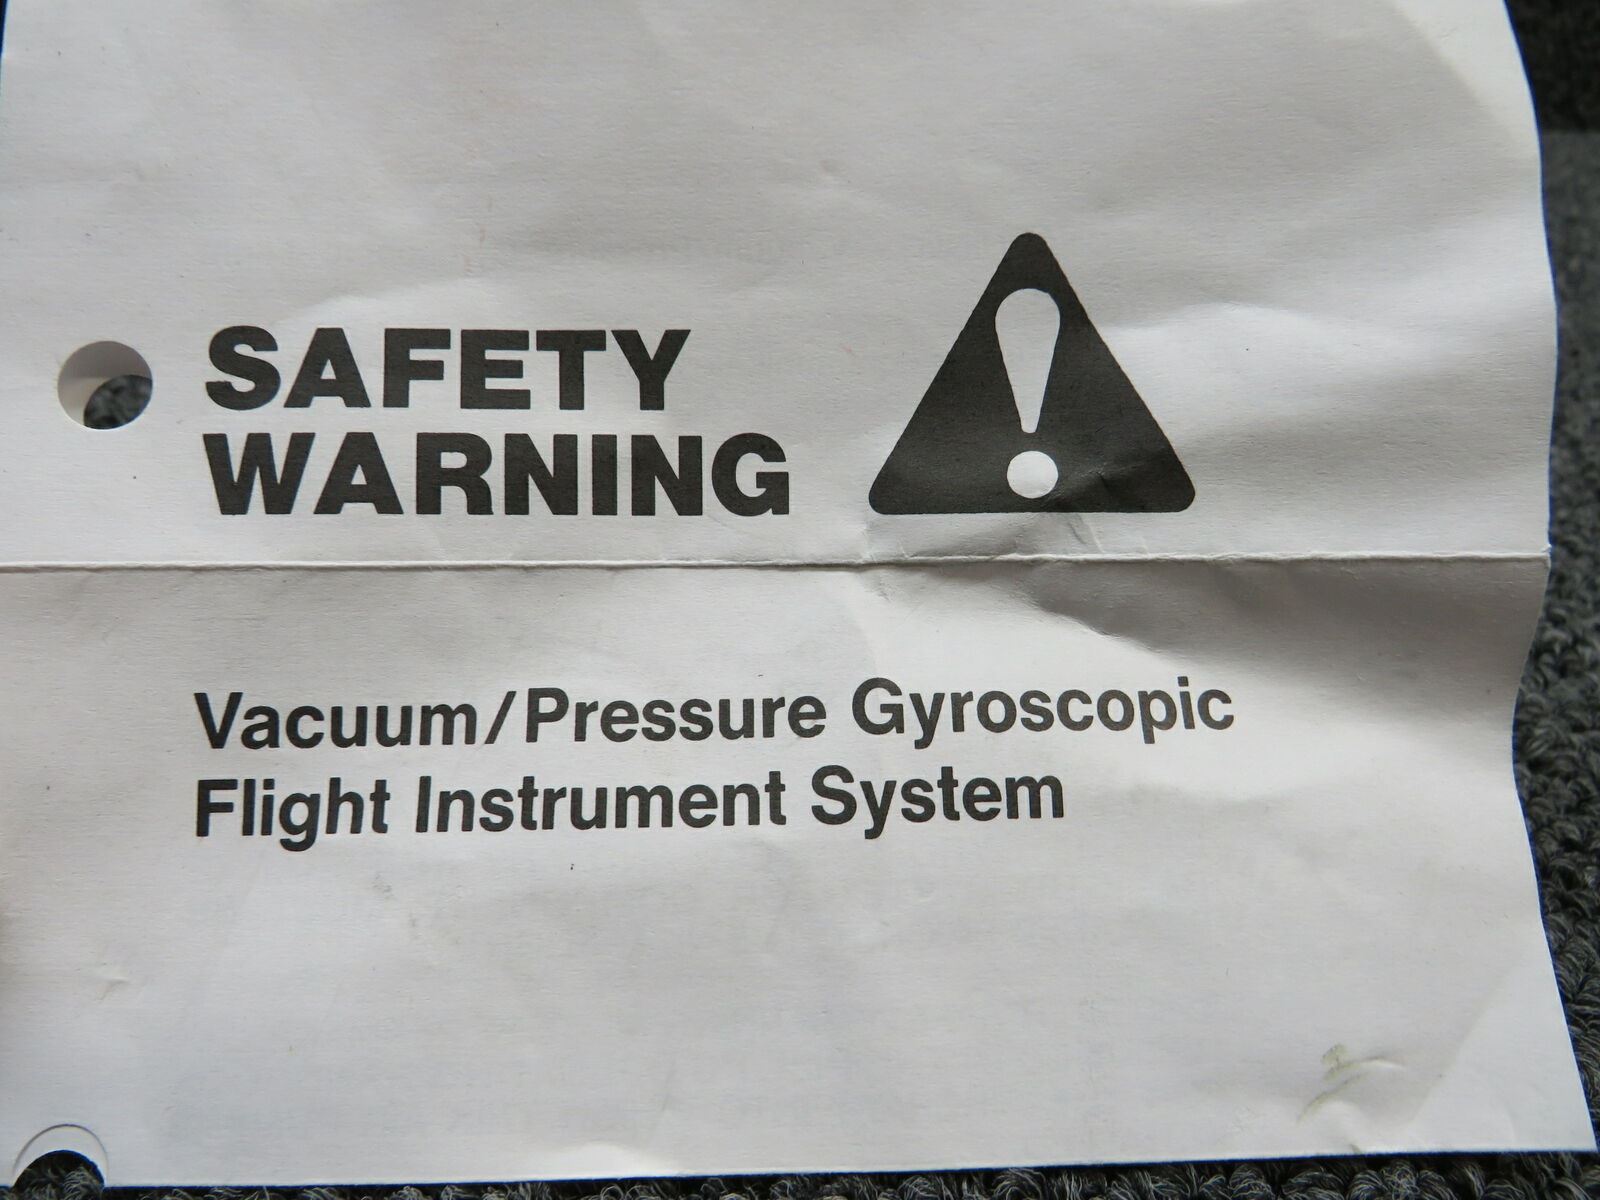 SAFETY
WARNING
Vacuum/Pressure Gyroscopic
Flight Instrument System